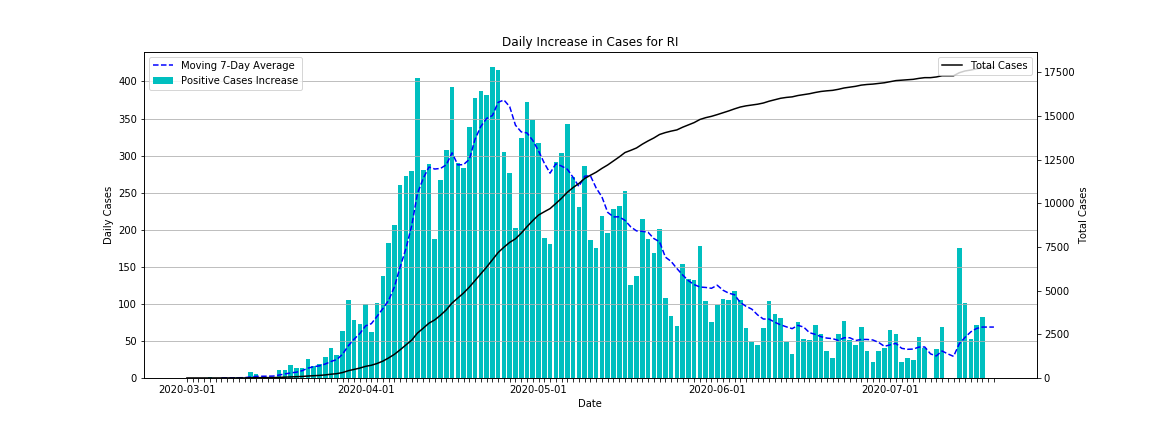 Daily Increase in Cases for RI
Moving 7-Day Average
Positive Cases Increase
Total Cases
400
350
300
250
200
150
100
50
0
Daily Cases
17500
15000
12500
10000
7500
5000
2500
0
Total Cases
2020-03-01 2020-04-01 2020-05-01 2020-06-01 2020-07-01
Date